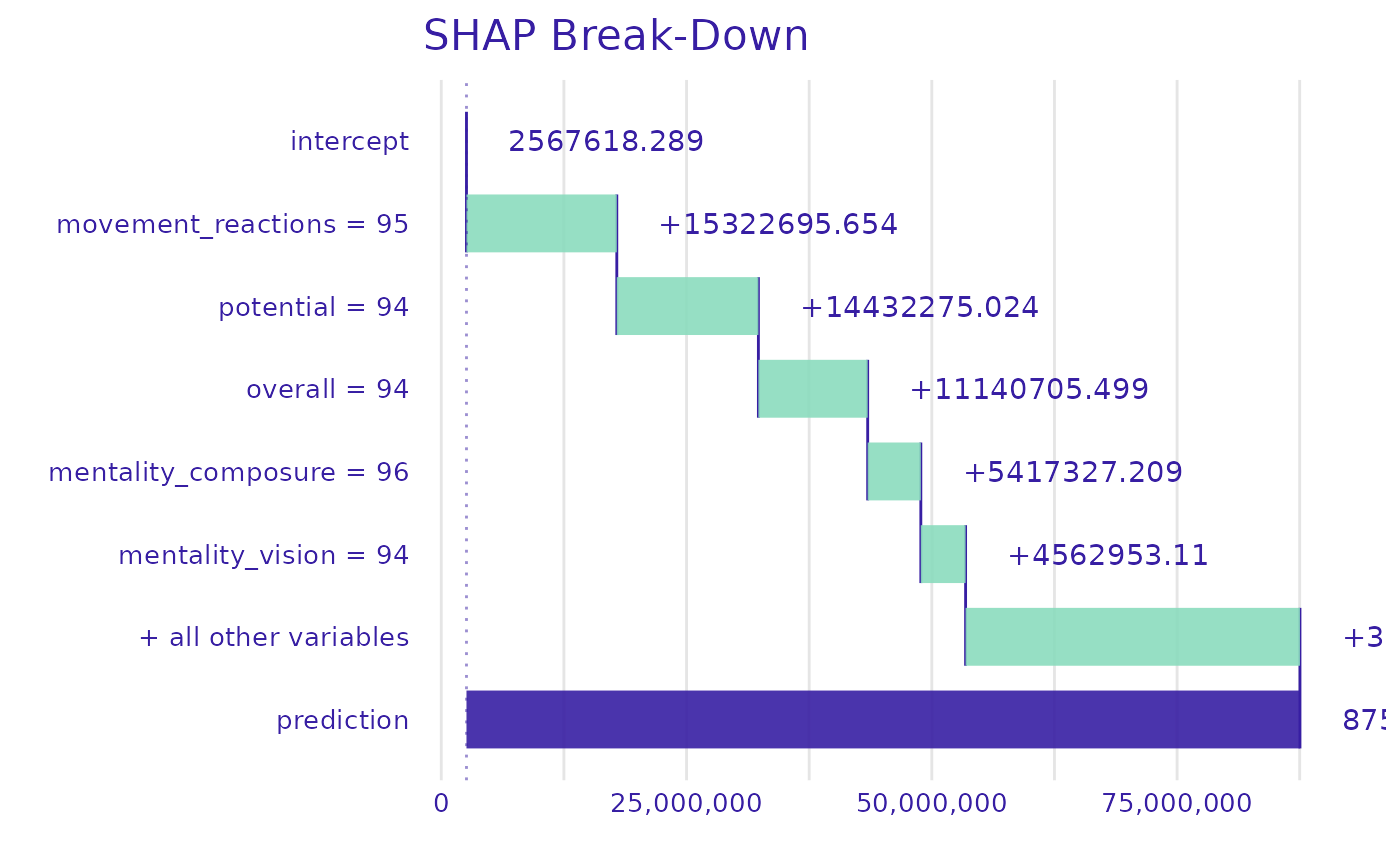 SHAP Break-Down
intercept 2567618.289
movement_reactions = 95 +15322695.654
potential = 94 +14432275.024
overall = 94 +11140705.499
mentality_composure = 96 +5417327.209
mentality_vision = 94 +4562953.11
+ all other variables +3
prediction 875
0 25,000,000 50,000,000 75,000,000